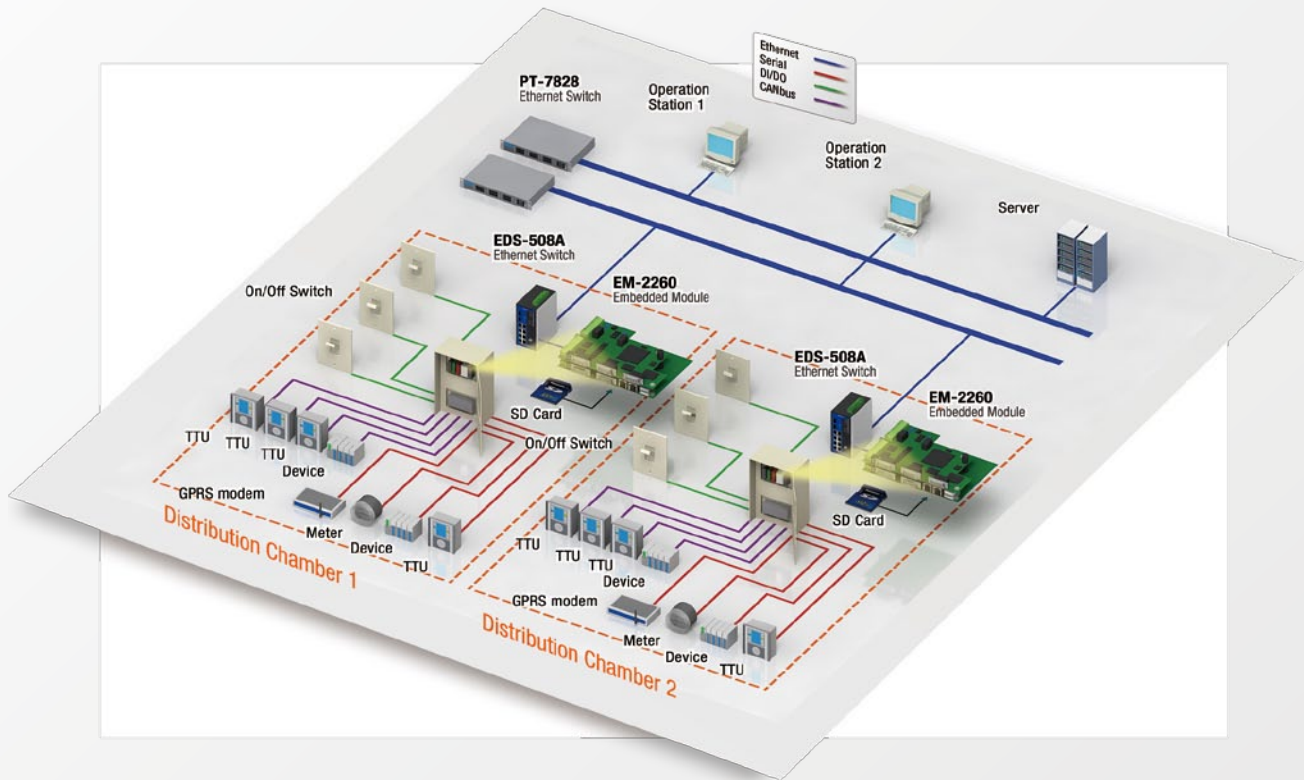 Ethernet
Serial
DI/DO
CANbus
PT-7828
Ethernet Switch
Operation
Station 1
Operation
Station 2
Server
EDS-508A
Ethernet Switch
On/Off Switch
EM-2260
Embedded Module
SD Card
TTU
TTU
TTU
Device
GPRS modem
Meter
Device
TTU
Distribution Chamber 1
EDS-508A
Ethernet Switch
EM-2260
Embedded Module
On/Off Switch
SD Card
TTU
TTU
TTU
Device
GPRS modem
Meter
Device
TTU
Distribution Chamber 2